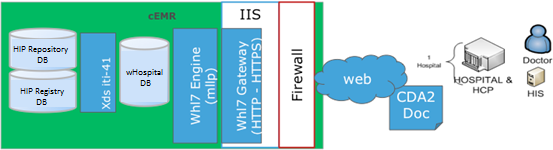 cEMR
IIS
HIP Repository
DB
HIP Registry
DB
Xds iti-41
wHospital
DB
Whl7 Engine
(mllp)
Whl7 Gateway
(HTTP - HTTPS)
Firewall
web
CDA2
Doc
1
Hospital
HOSPITAL &
HCP
Doctor
HIS